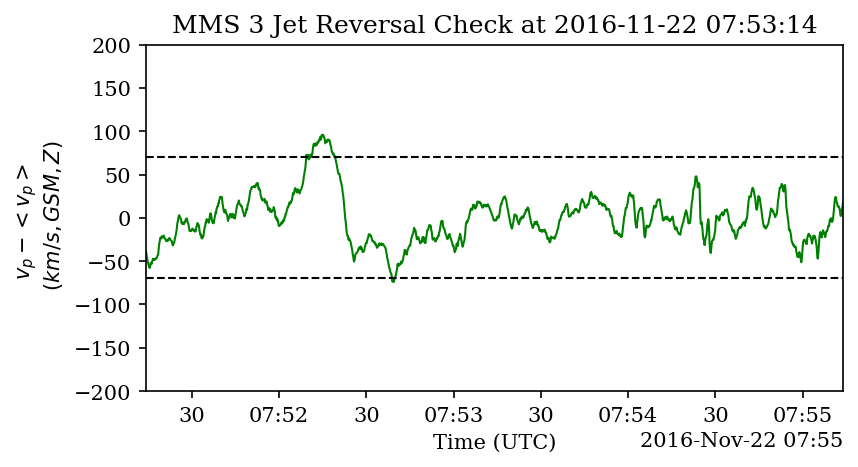 MMS 3 Jet Reversal Check at 2016-11-22 07:53:14
v_p - < v_p >
(km/s, GSM, Z)
200
150
100
50
0
−50
−100
−150
−200
30 07:52 30 07:53 30 07:54 30 07:55
Time (UTC) 2016-Nov-22 07:55